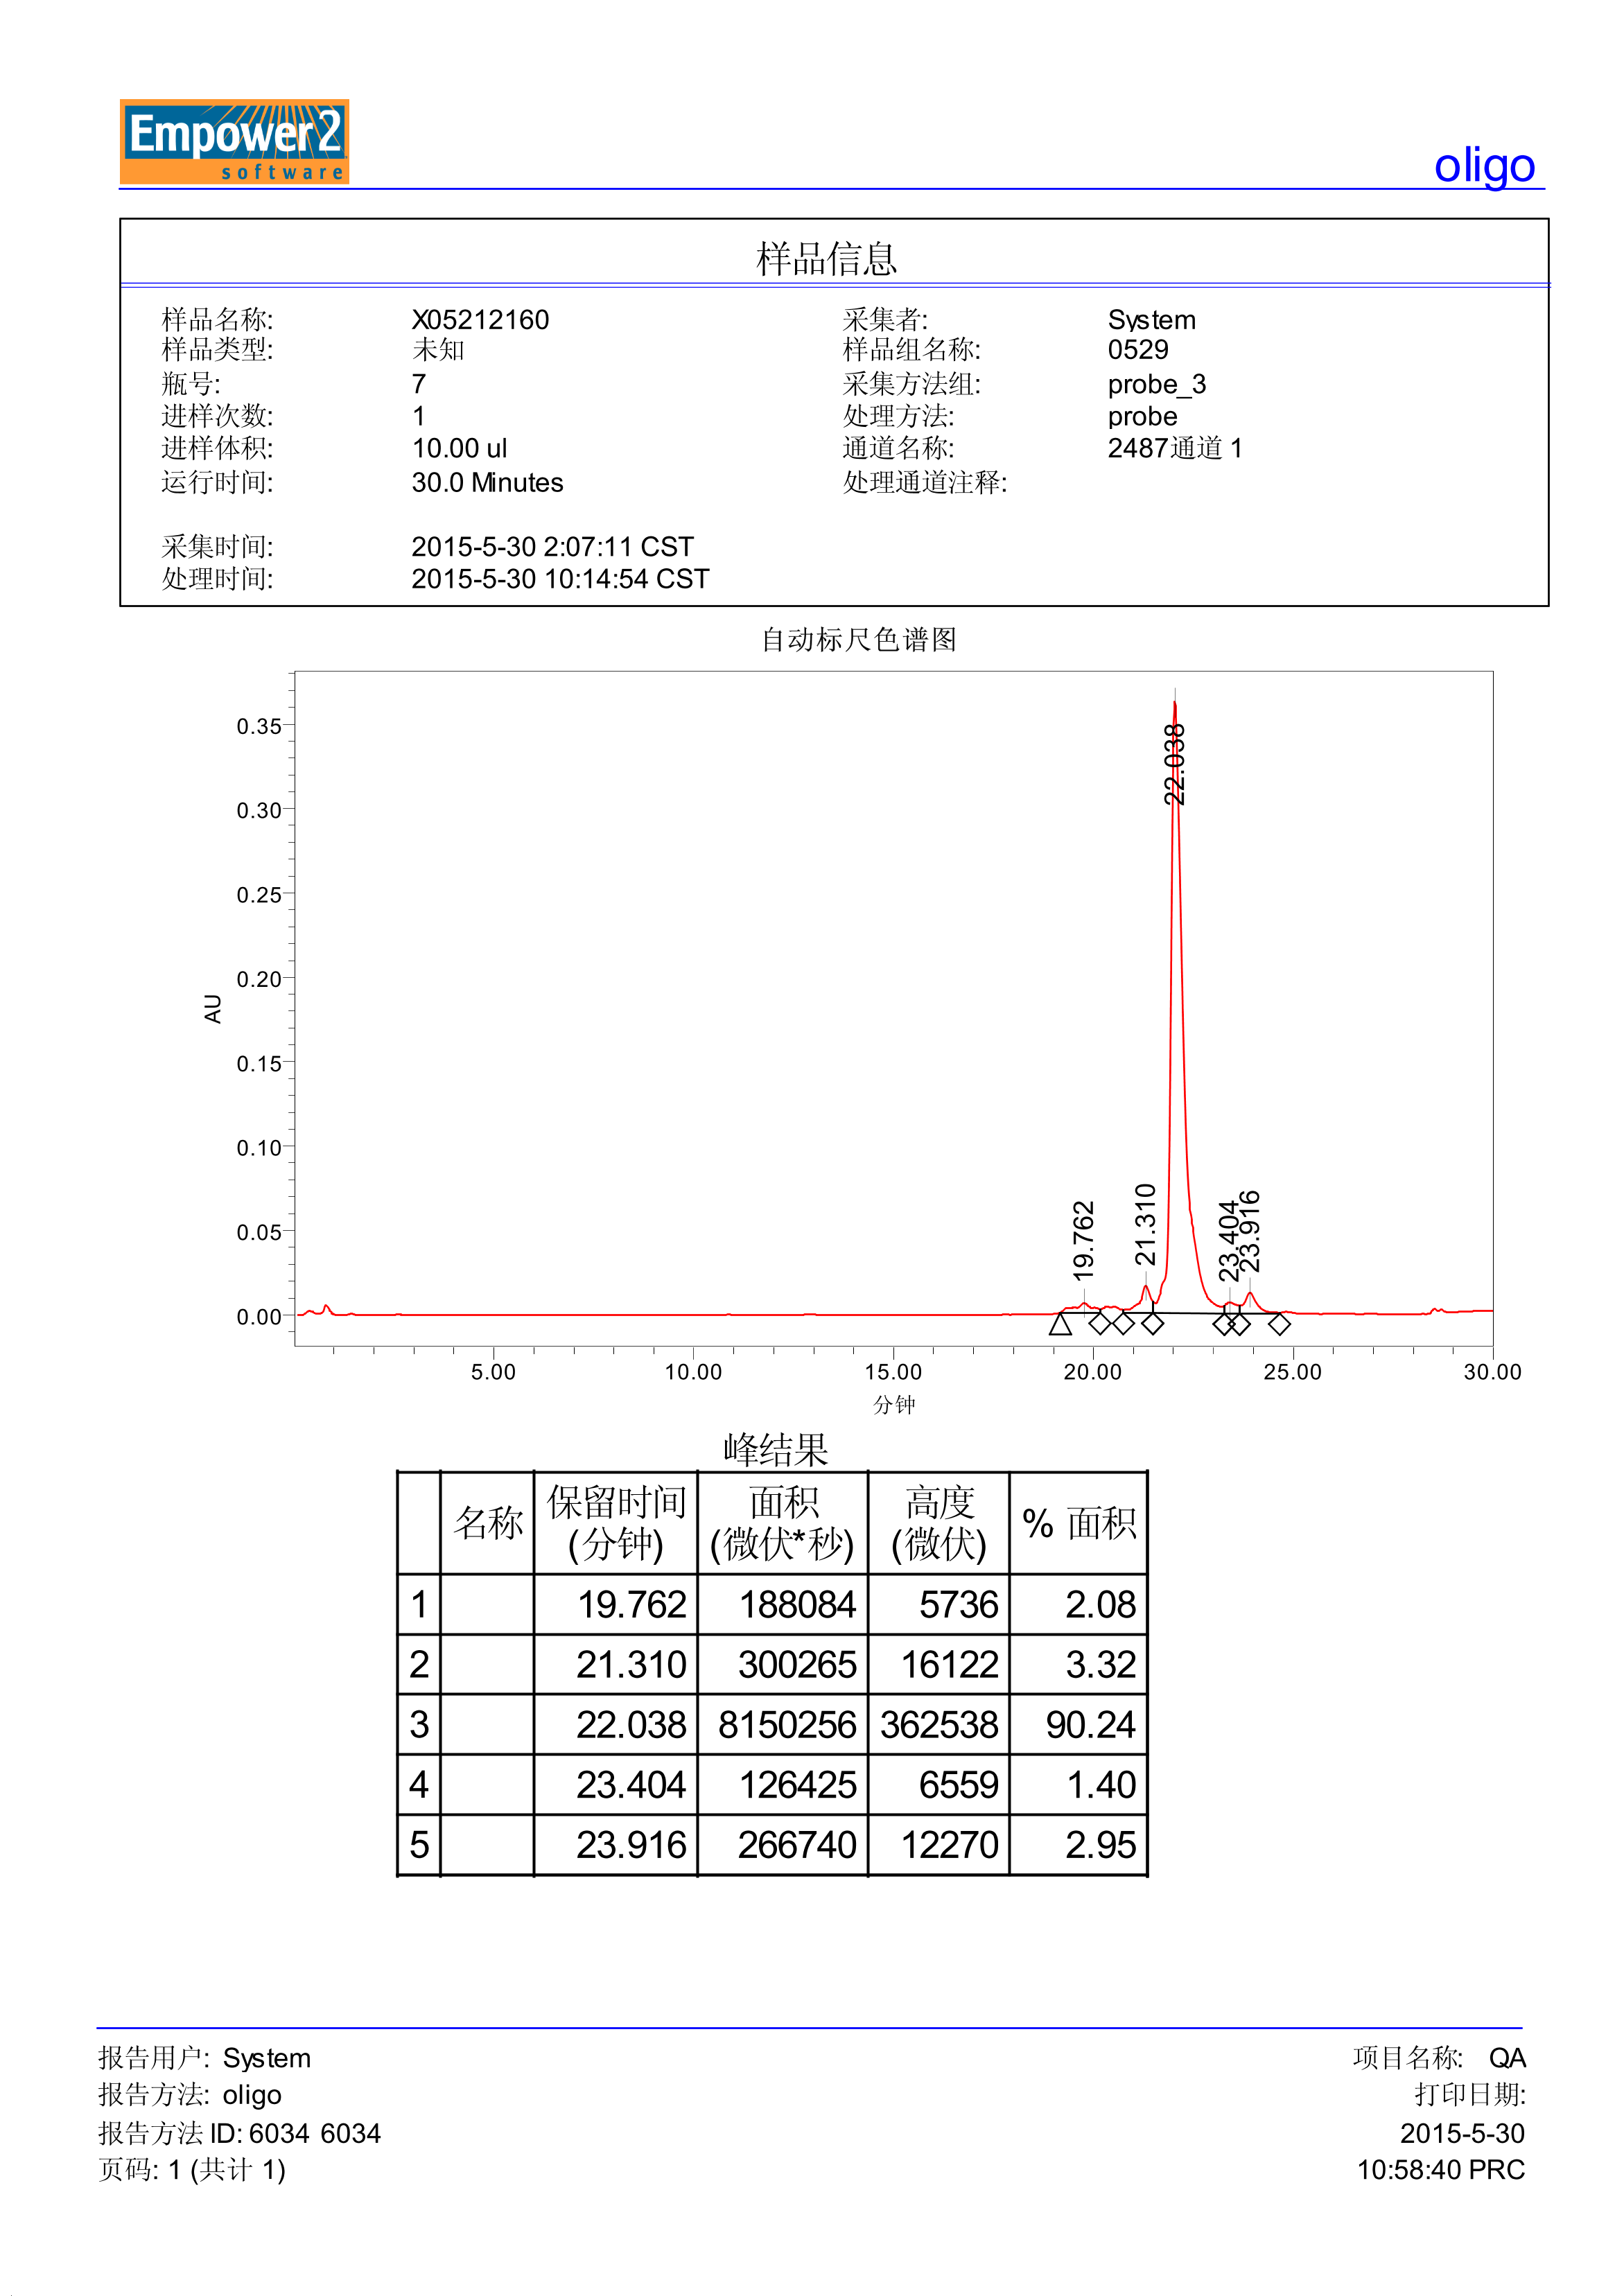 Empower2
software
oligo
样品信息
样品名称: X05212160 采集者: System
样品类型: 未知 样品组名称: 0529
瓶号: 7 采集方法组: probe_3
进样次数: 1 处理方法: probe
进样体积: 10.00 ul 通道名称: 2487通道 1
运行时间: 30.0 Minutes 处理通道注释:
采集时间: 2015-5-30 2:07:11 CST
处理时间: 2015-5-30 10:14:54 CST
自动标尺色谱图
0.35
0.30
0.25
0.20
0.15
0.10
0.05
0.00
AU
19.762
21.310
22.038
23.404
23.916
5.00 10.00 15.00 20.00 25.00 30.00
分钟
峰结果
名称 保留时间 (分钟) 面积 (微伏*秒) 高度 (微伏) % 面积
1 19.762 188084 5736 2.08
2 21.310 300265 16122 3.32
3 22.038 8150256 362538 90.24
4 23.404 126425 6559 1.40
5 23.916 266740 12270 2.95
报告用户: System 项目名称: QA
报告方法: oligo 打印日期:
报告方法 ID: 6034 6034 2015-5-30
页码: 1 (共计 1) 10:58:40 PRC